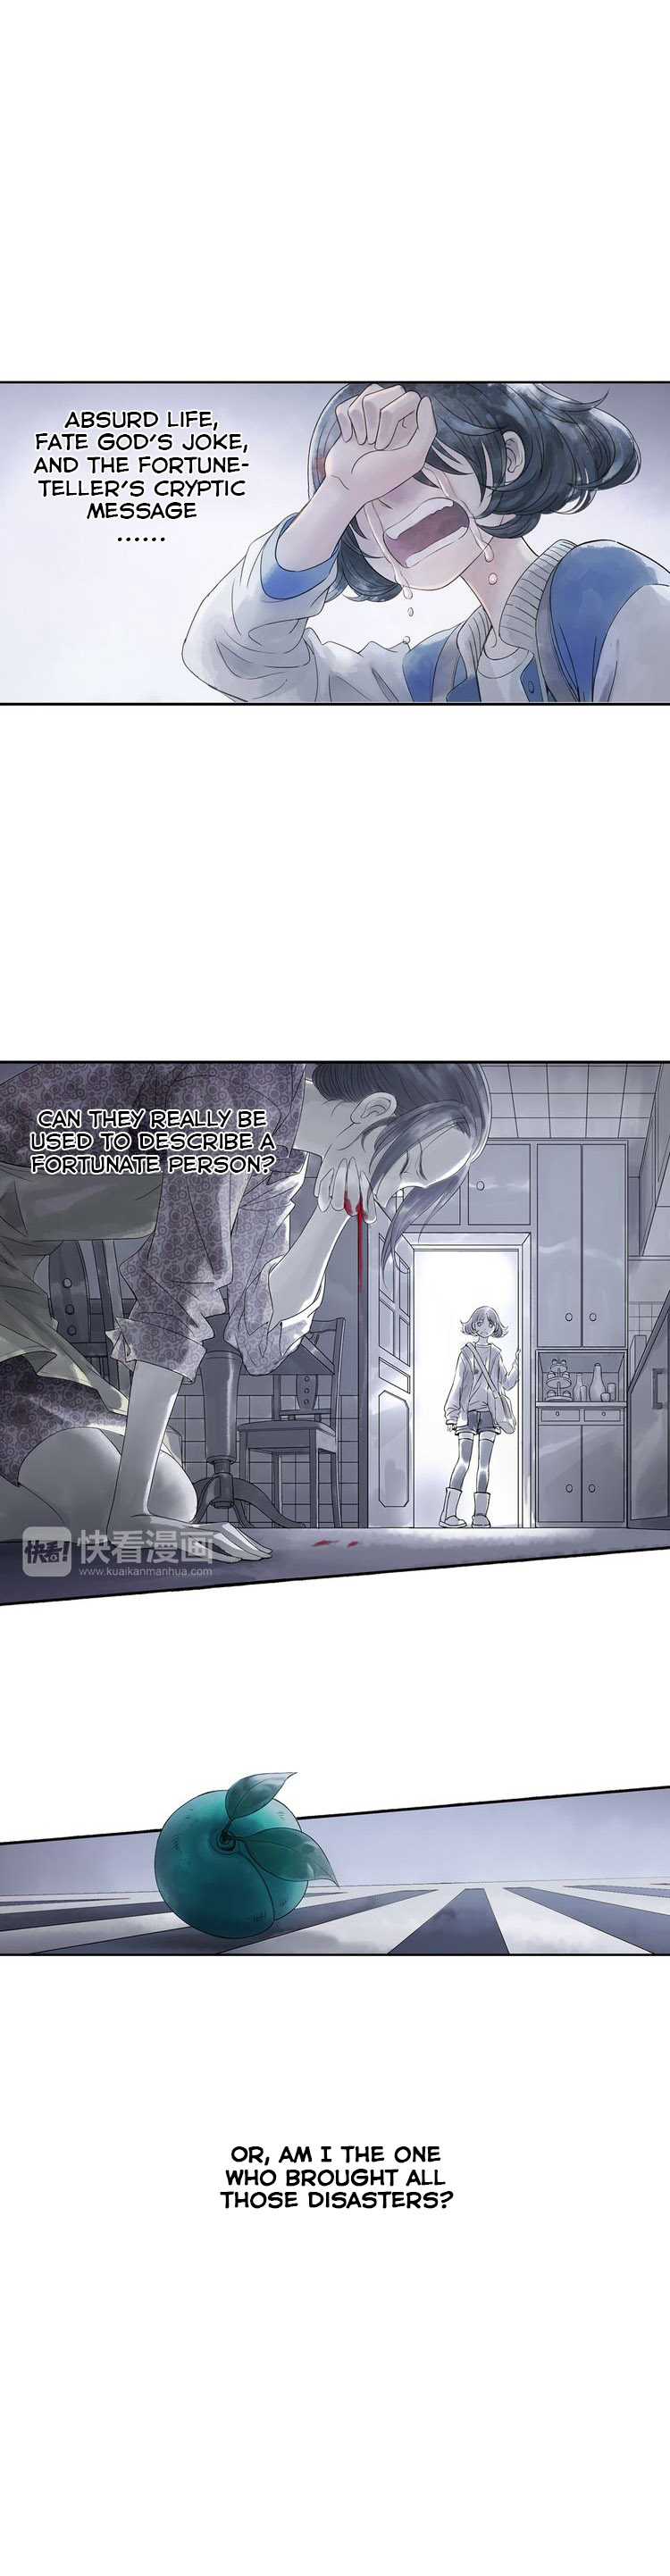 ABSURD LIFE,
FATE GOD'S JOKE,
AND THE FORTUNE-
TELLER'S CRYPTIC
MESSAGE
......
CAN THEY REALLY BE
USED TO DESCRIBE A
FORTUNATE PERSON?
快看! 快看漫画
www.kuaikanmanhua.com
OR, AM I THE ONE
WHO BROUGHT ALL
THOSE DISASTERS?